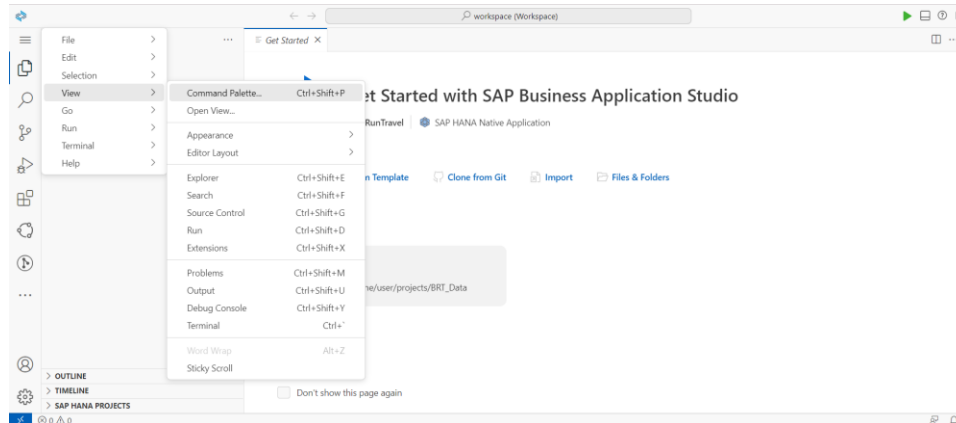 workspace (Workspace)
File
Edit
Selection
View
Go
Run
Terminal
Help
Get Started
Command Palette... Ctrl+Shift+P
Open View...
Appearance
Editor Layout
Explorer Ctrl+Shift+E
Search Ctrl+Shift+F
Source Control Ctrl+Shift+G
Run Ctrl+Shift+D
Extensions Ctrl+Shift+X
Problems Ctrl+Shift+M
Output Ctrl+Shift+U
Debug Console Ctrl+Shift+Y
Terminal Ctrl+`
Word Wrap Alt+Z
Sticky Scroll
et Started with SAP Business Application Studio
RunTravel SAP HANA Native Application
n Template Clone from Git Import Files & Folders
me/user/projects/BRT_Data
Don't show this page again
OUTLINE
TIMELINE
SAP HANA PROJECTS
0 0